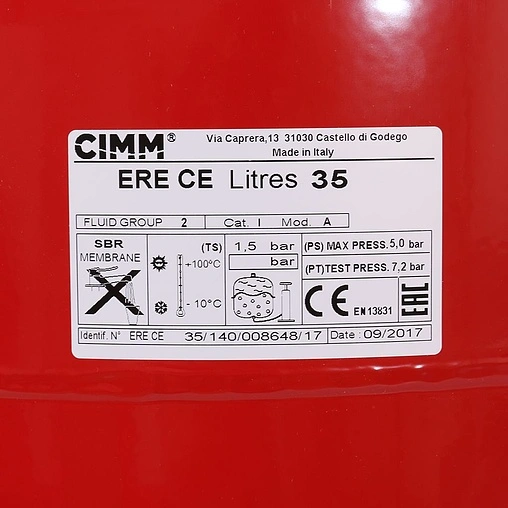 CIMM® Via Caprera,13 31030 Castello di Godego
Made in Italy
ERE CE Litres 35
FLUID GROUP 2 Cat. I Mod. A
SBR
MEMBRANE
(TS)
+100°C
-10°C
1,5 bar
bar
(PS) MAX PRESS. 5,0 bar
(PT) TEST PRESS. 7,2 bar
CE EN 13831 EAC
Identif. N° ERE CE 35/140/008648/17 Date : 09/2017